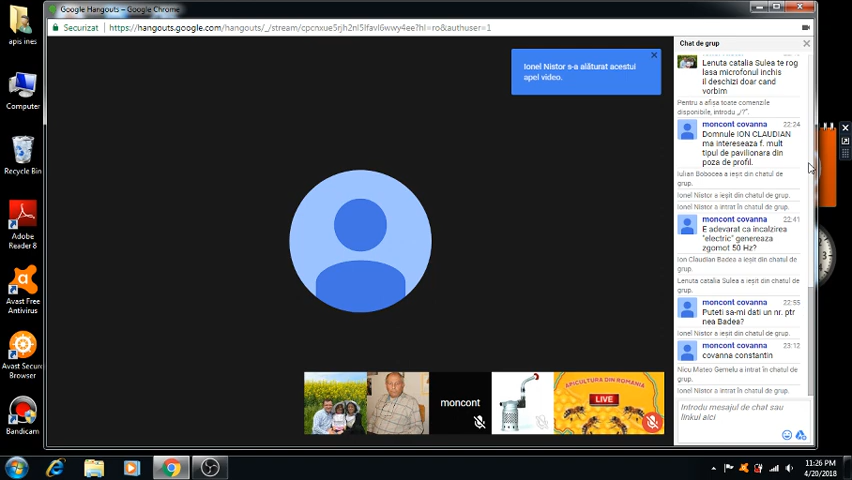 Google Hangouts – Google Chrome
Securizat
https://hangouts.google.com/hangouts/_/stream/
apis
ines
Computer
Recycle Bin
Adobe
Reader 8
Avast Free
Antivirus
Avast Secur
Browser
Bandicam
Ionel Nistor s-a alăturat acestui
apel video.
moncont
APICULTURA DIN ROMANIA
LIVE
Chat de grup
Lenuta catalia Sulea te rog
lasa microfonul inchis
il deschizi doar cand
vorbim
Pentru a afișa toate comenzile
disponibile, introdu „/?”.
moncont covanna 22:24
Domnule ION CLAUDIAN
ma intereseaza f. mult
tipul de pavilionara din
poza de profil.
Iulian Bobocea a ieșit din chatul de
grup.
Ionel Nistor a ieșit din chatul de grup.
Ionel Nistor a intrat în chatul de grup.
moncont covanna 22:41
E adevarat ca incalzirea
"electric" genereaza
zgomot 50 Hz?
Ion Claudian Badea a ieșit din chatul de
grup.
Lenuta catalia Sulea a ieșit din chatul de
grup.
moncont covanna 22:55
Puteti sa-mi dati un nr. ptr
nea Badea?
Ionel Nistor a ieșit din chatul de grup.
moncont covanna 23:12
covanna constantin
Nicu Mateo Gemelu a intrat în chatul de
grup.
Ionel Nistor a intrat în chatul de grup.
Introdu mesajul de chat sau
linkul aici
11:26 PM
4/20/2018